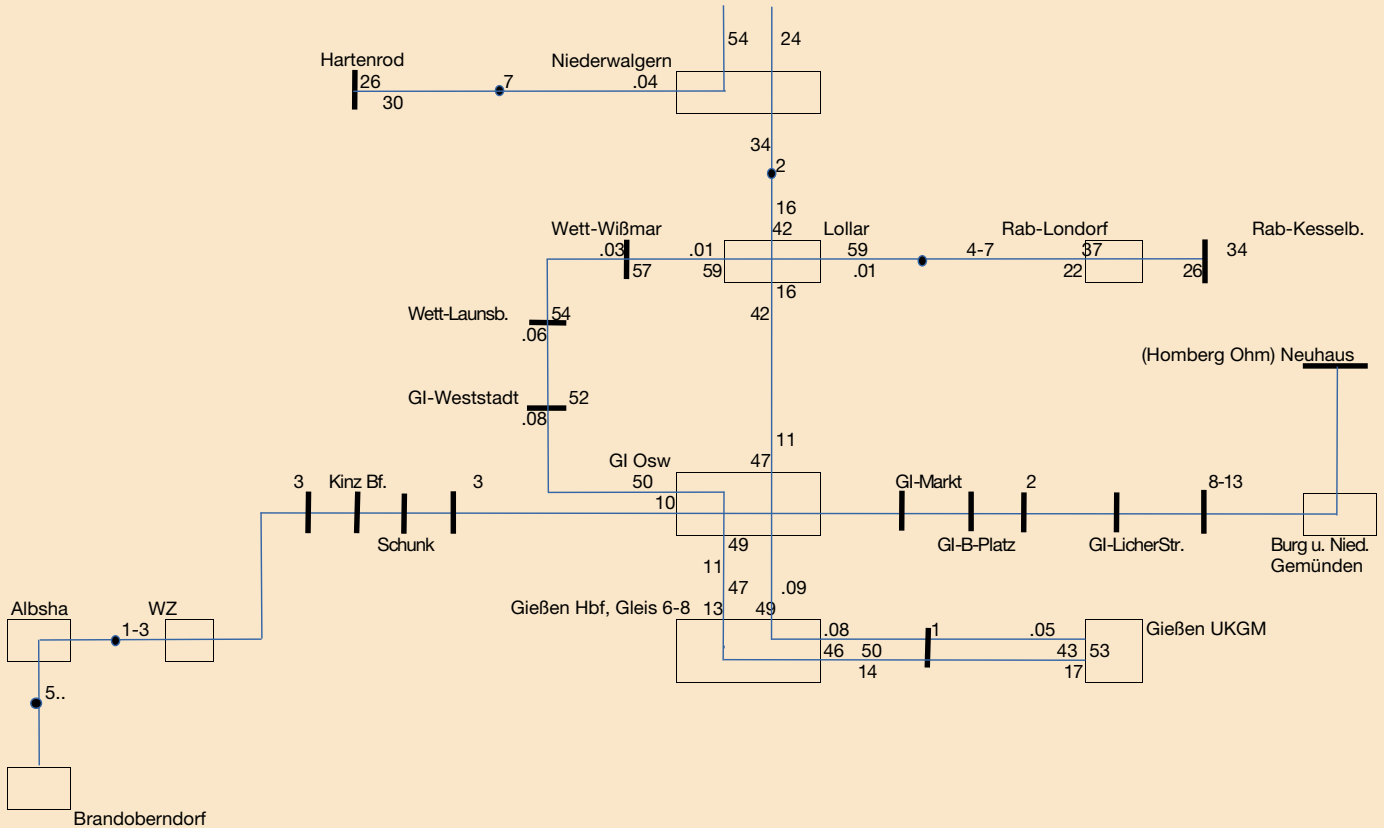 54 24
Hartenrod
Niederwalgern
26 7 .04
30
34
2
16
Wett-Wißmar 42 Lollar Rab-Londorf Rab-Kesselb.
.03 .01 59 4-7 37 34
57 59 .01 22 26
16
Wett-Launsb. 54 42
.06
(Homberg Ohm) Neuhaus
GI-Weststadt 52
.08
11
GI Osw 47
3 Kinz Bf. 3 50 GI-Markt 2 8-13
10
Schunk 49 GI-B-Platz GI-LicherStr. Burg u. Nied.
Gemünden
11
47 .09
Albsha WZ Gießen Hbf, Gleis 6-8 13 49
1-3 .08 1 .05 Gießen UKGM
46 50 43 53
14 17
5..
Brandoberndorf